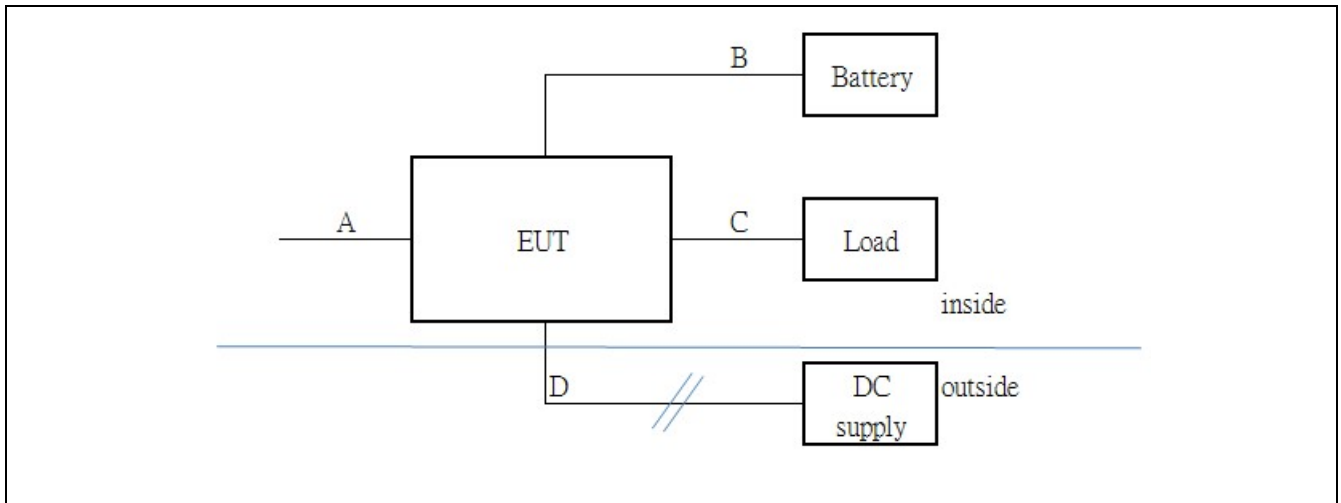 B
Battery
A
EUT
C
Load
inside
D
DC
supply
outside